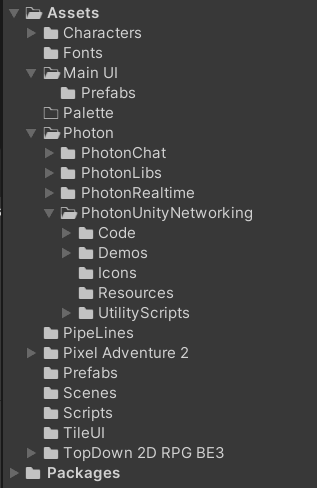 Assets
Characters
Fonts
Main UI
Prefabs
Palette
Photon
PhotonChat
PhotonLibs
PhotonRealtime
PhotonUnityNetworking
Code
Demos
Icons
Resources
UtilityScripts
PipeLines
Pixel Adventure 2
Prefabs
Scenes
Scripts
TileUI
TopDown 2D RPG BE3
Packages